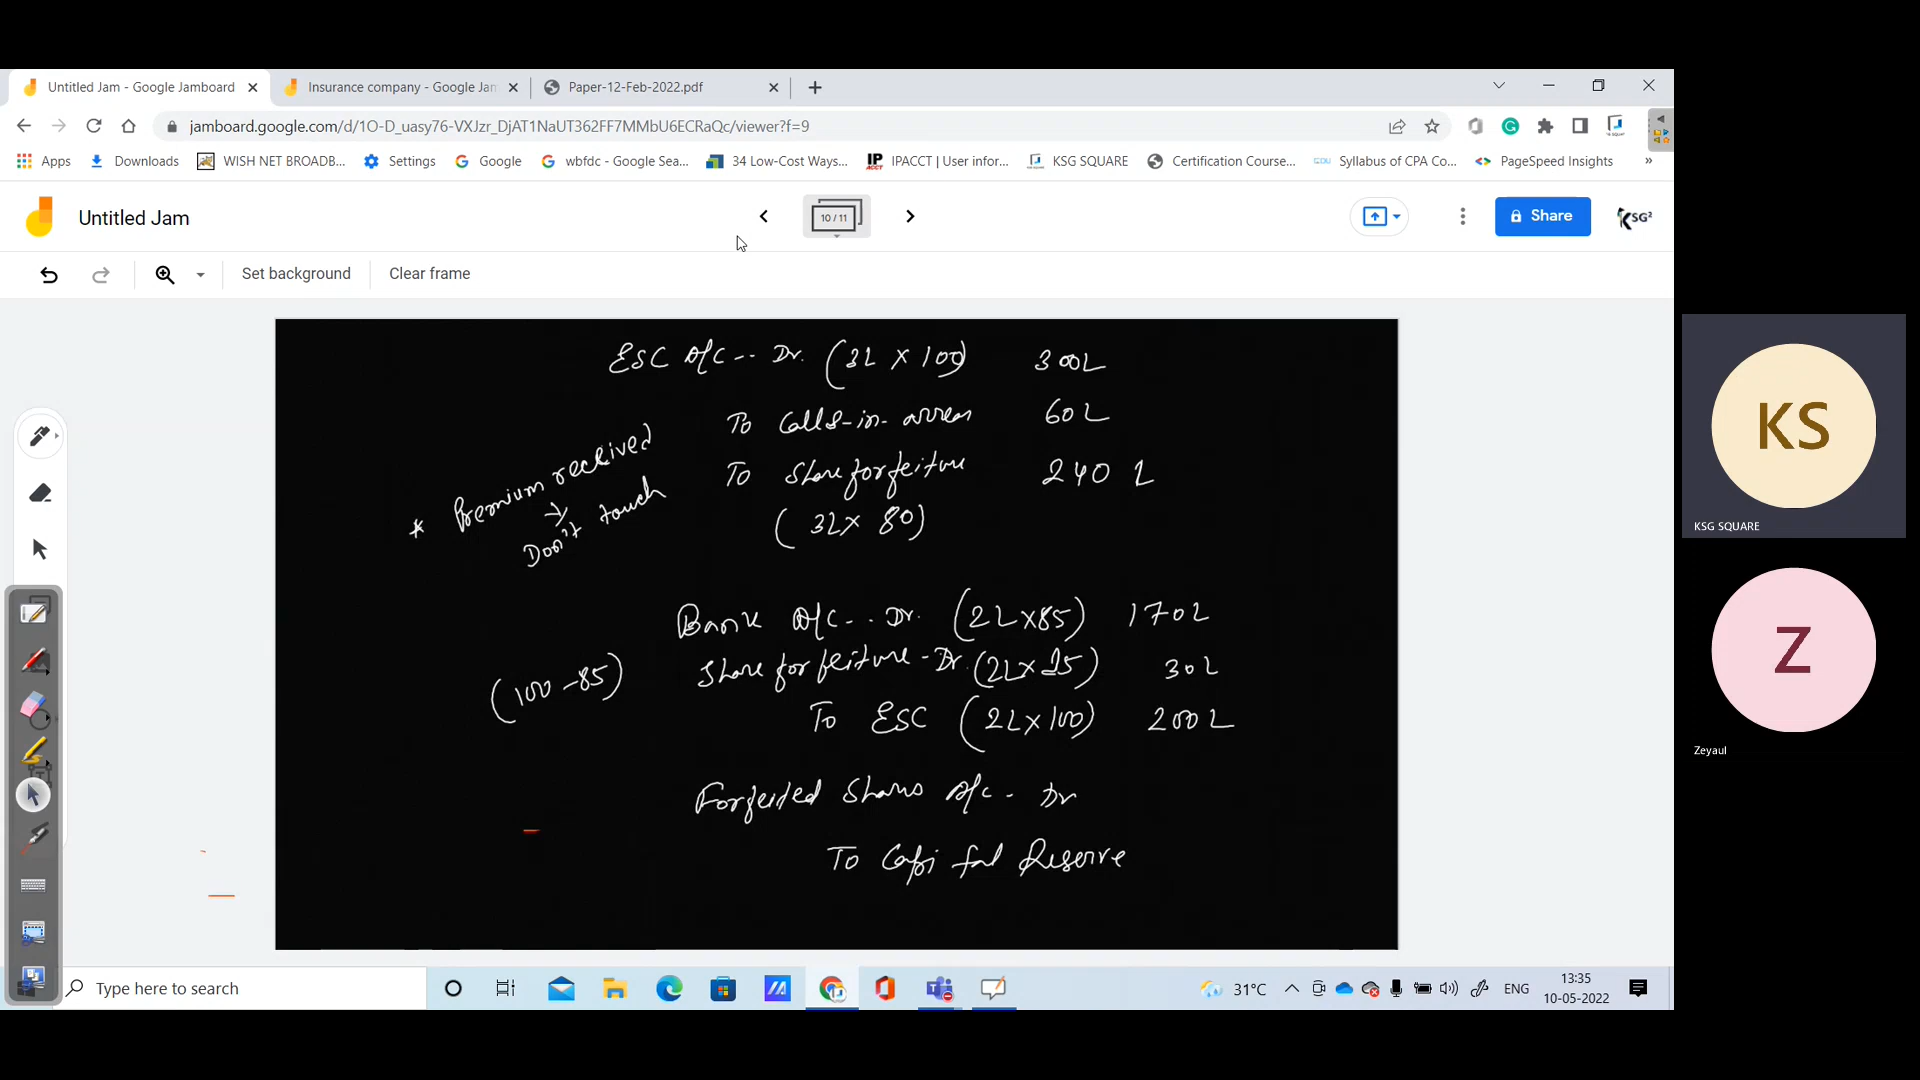 Untitled Jam - Google Jamboard
Insurance company - Google Jan
Paper-12-Feb-2022.pdf
jamboard.google.com/d/1O-D_uasy76-VXJzr_DjAT1NaUT362FF7MMbU6ECRaQc/viewer?f=9
Apps
Downloads
WISH NET BROADB...
Settings
Google
wbfdc - Google Sea...
34 Low-Cost Ways...
IPACCT | User infor...
KSG SQUARE
Certification Course...
Syllabus of CPA Co...
PageSpeed Insights
»
Untitled Jam
10 / 11
Share
KSG²
Set background
Clear frame
ESC A/C -- Dr. (3L X 100) 300L
To Calls-in-arrear 60L
To Share forfeiture 240 L
(3L X 80)
* Premium received
Don't touch
Bank A/C -- Dr. (2L X 85) 170L
(100-85)
Share forfeiture - Dr. (2L X 15) 30L
To ESC (2L X 100) 200L
Forfeited Shares A/c - Dr
To Capital Reserve
KS
KSG SQUARE
Z
Zeyaul
Type here to search
31°C
ENG
13:35
10-05-2022